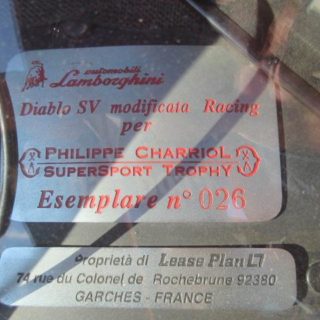 automobili
Lamborghini
Diablo SV modificata Racing
per
PHILIPPE CHARRIOL
SUPERSPORT TROPHY
Esemplare n° 026
Proprietà di Lease Plan
74 rue du Colonel de Rochebrune 92380
GARCHES - FRANCE